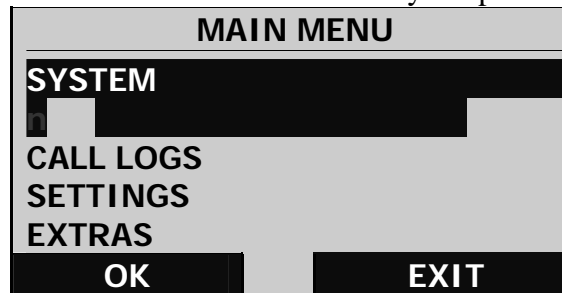 MAIN MENU
SYSTEM
n
CALL LOGS
SETTINGS
EXTRAS
OK EXIT